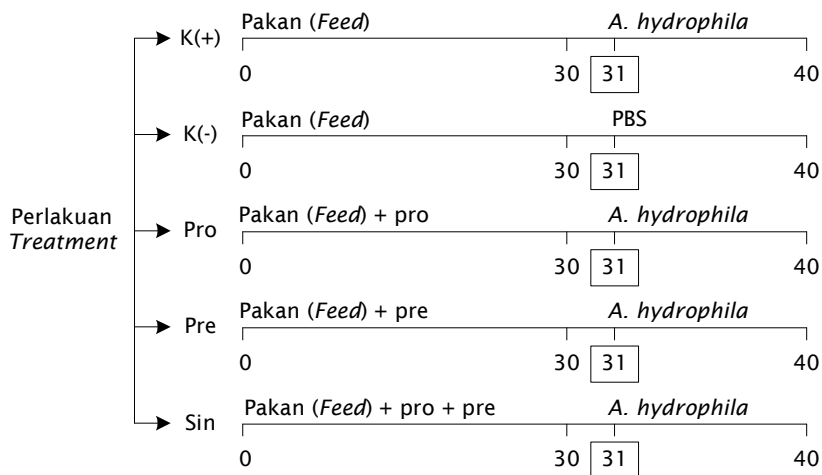 Perlakuan
Treatment
K(+)
Pakan (Feed)
A. hydrophila
0 30 31 40
K(-)
Pakan (Feed)
PBS
0 30 31 40
Pro
Pakan (Feed) + pro
A. hydrophila
0 30 31 40
Pre
Pakan (Feed) + pre
A. hydrophila
0 30 31 40
Sin
Pakan (Feed) + pro + pre
A. hydrophila
0 30 31 40